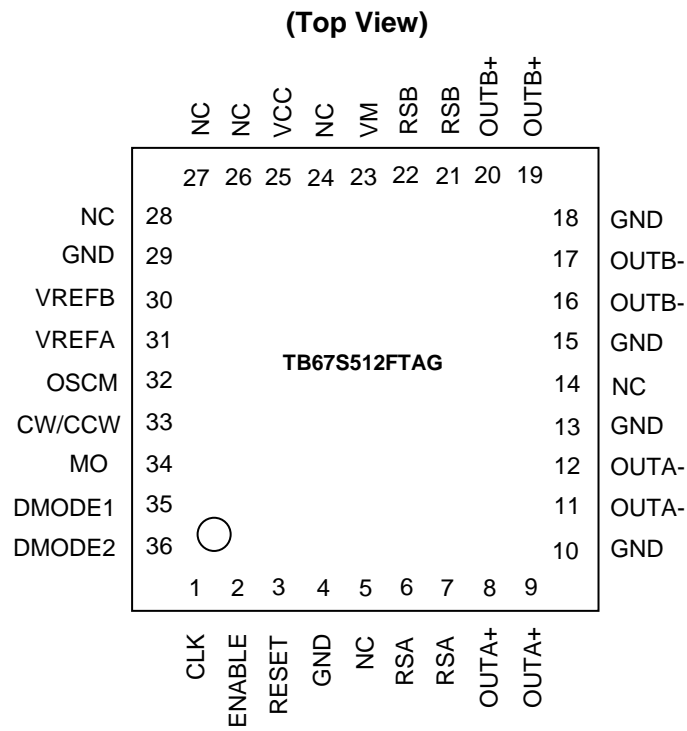 (Top View)
NC NC VCC NC VM RSB RSB OUTB+ OUTB+
27 26 25 24 23 22 21 20 19
NC 28 18 GND
GND 29 17 OUTB-
VREFB 30 16 OUTB-
VREFA 31 15 GND
TB67S512FTAG
OSCM 32 14 NC
CW/CCW 33 13 GND
MO 34 12 OUTA-
DMODE1 35 11 OUTA-
DMODE2 36 10 GND
1 2 3 4 5 6 7 8 9
CLK ENABLE RESET GND NC RSA RSA OUTA+ OUTA+